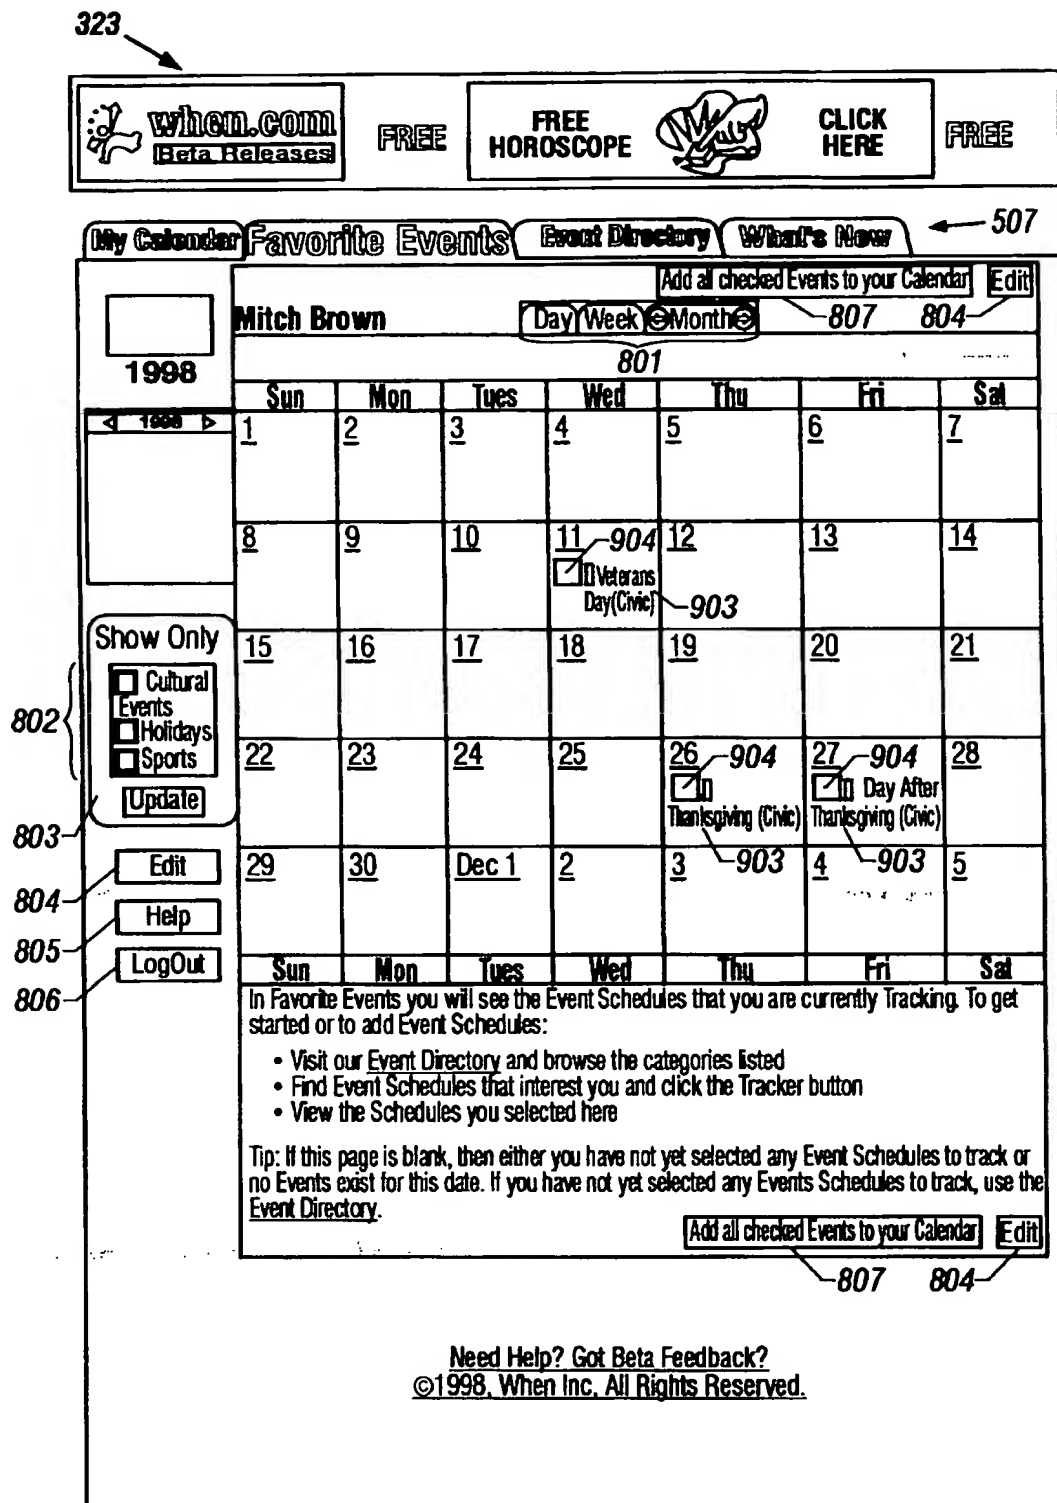 323
when.com
Beta Releases
FREE
FREE HOROSCOPE
CLICK HERE
FREE
My Calendar Favorite Events Event Directory What's New
507
Add all checked Events to your Calendar Edit
Mitch Brown
Day Week Month
807 804
801
1998
Sun Mon Tues Wed Thu Fri Sat
1998
1 2 3 4 5 6 7
8 9 10 11 12 13 14
904
Veterans
Day(Civic)
903
Show Only
15 16 17 18 19 20 21
Cultural
Events
Holidays
Sports
802
Update
803
22 23 24 25 26 27 28
904 904
Day After
Thanksgiving (Civic) Thanksgiving (Civic)
903 903
Edit
804
Help
805
LogOut
806
29 30 Dec 1 2 3 4 5
Sun Mon Tues Wed Thu Fri Sat
In Favorite Events you will see the Event Schedules that you are currently Tracking. To get
started or to add Event Schedules:
• Visit our Event Directory and browse the categories listed
• Find Event Schedules that interest you and click the Tracker button
• View the Schedules you selected here
Tip: If this page is blank, then either you have not yet selected any Event Schedules to track or
no Events exist for this date. If you have not yet selected any Events Schedules to track, use the
Event Directory.
Add all checked Events to your Calendar Edit
807 804
Need Help? Got Beta Feedback?
©1998, When Inc, All Rights Reserved.